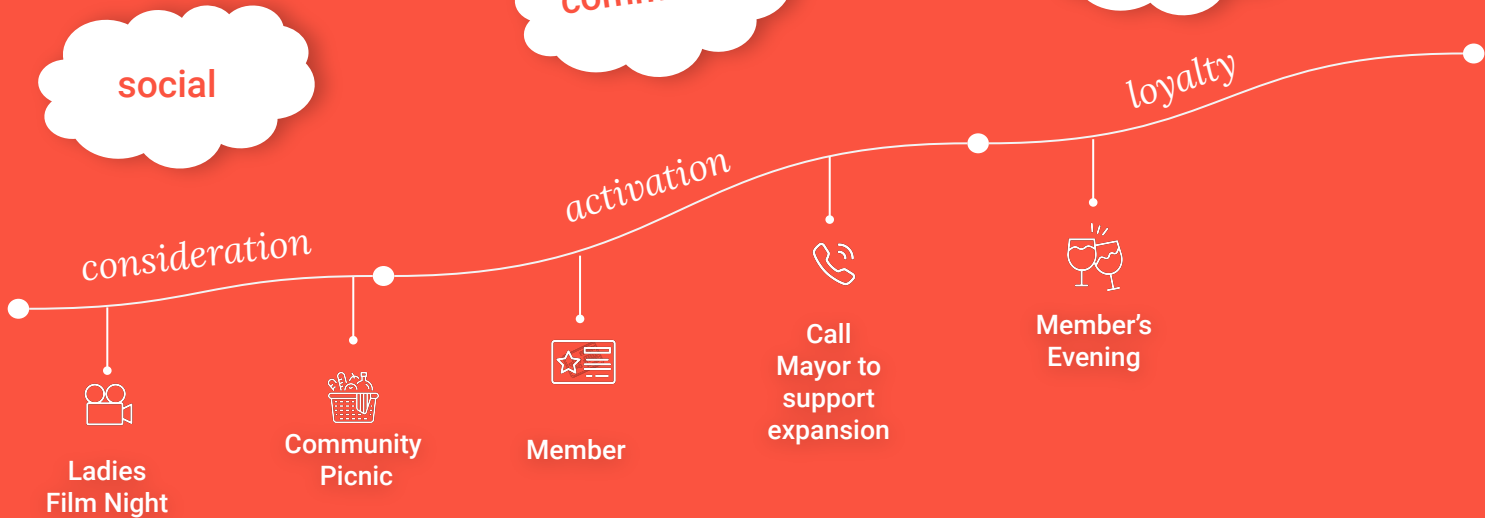 social
consideration
activation
loyalty
Ladies
Film Night
Community
Picnic
Member
Call
Mayor to
support
expansion
Member’s
Evening